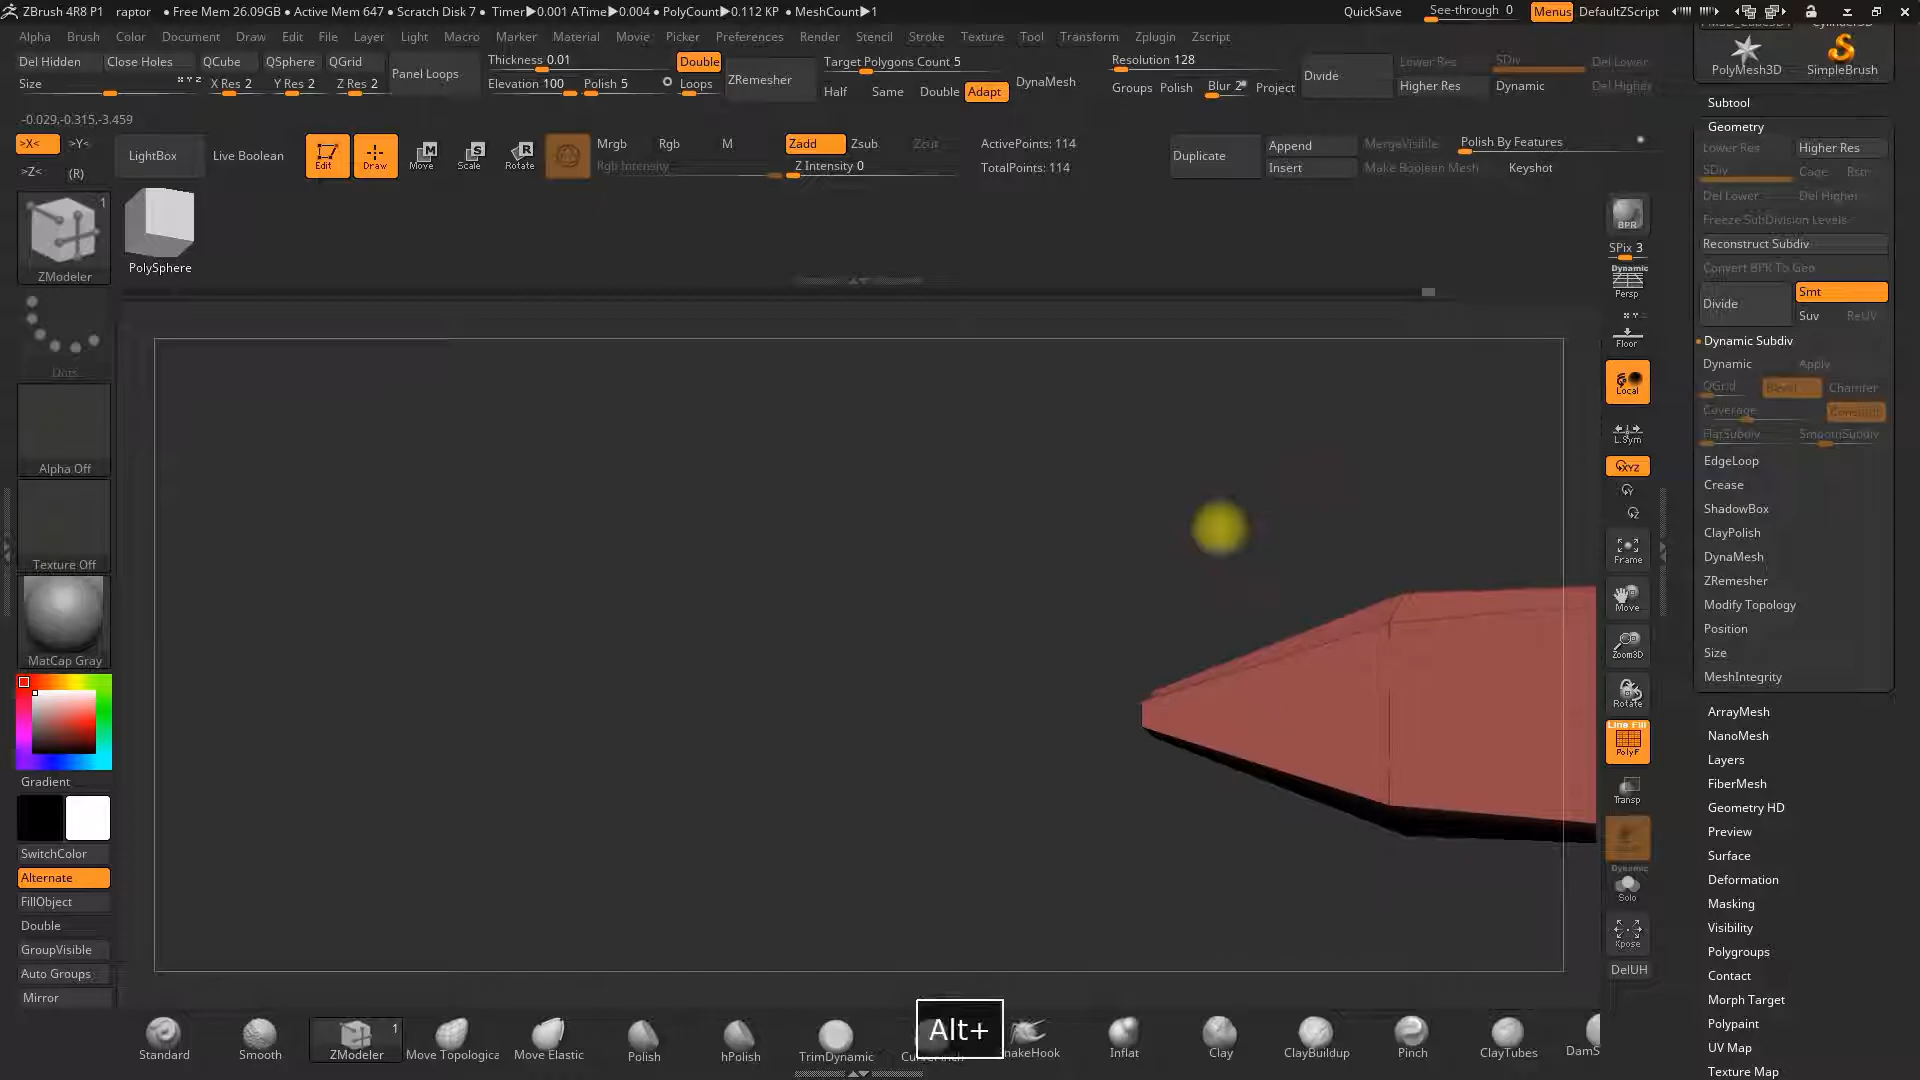 ZBrush 4R8 P1 raptor • Free Mem 26.09GB • Active Mem 647 • Scratch Disk 7 • Timer▶0.001 ATime▶0.004 • PolyCount▶0.112 KP • MeshCount▶1 QuickSave See-through 0 Menus DefaultZScript
Alpha Brush Color Document Draw Edit File Layer Light Macro Marker Material Movie Picker Preferences Render Stencil Stroke Texture Tool Transform Zplugin Zscript
Del Hidden Close Holes QCube QSphere QGrid Panel Loops Thickness 0.01 Double ZRemesher Target Polygons Count 5 DynaMesh Resolution 128 Divide Lower Res SDiv Del Lower
Size X Y Z X Res 2 Y Res 2 Z Res 2 Elevation 100 Polish 5 Loops Half Same Double Adapt Groups Polish Blur 2 Project Higher Res Dynamic Del Higher
-0.029,-0.315,-3.459
>X< >Y< >Z< (R)
LightBox Live Boolean Edit Draw Move Scale Rotate Mrgb Rgb M Zadd Zsub Zcut ActivePoints: 114 Duplicate Append MergeVisible Polish By Features
Rgb Intensity Z Intensity 0 TotalPoints: 114 Insert Make Boolean Mesh Keyshot
1
ZModeler
PolySphere
Dots
Alpha Off
Texture Off
MatCap Gray
Gradient
SwitchColor
Alternate
FillObject
Double
GroupVisible
Auto Groups
Mirror
BPR
SPix 3
Dynamic
Persp
Floor
Local
L.Sym
XYZ
Frame
Move
Zoom3D
Rotate
Line Fill
PolyF
Transp
Dynamic
Solo
Xpose
DelUH
PolyMesh3D SimpleBrush
Subtool
Geometry
Lower Res Higher Res
SDiv Cage Rstr
Del Lower Del Higher
Freeze SubDivision Levels
Reconstruct Subdiv
Convert BPR To Geo
Divide Smt
Suv ReUV
Dynamic Subdiv
Dynamic Apply
QGrid Bevel Chamfer
Coverage Constant
FlatSubdiv SmoothSubdiv
EdgeLoop
Crease
ShadowBox
ClayPolish
DynaMesh
ZRemesher
Modify Topology
Position
Size
MeshIntegrity
ArrayMesh
NanoMesh
Layers
FiberMesh
Geometry HD
Preview
Surface
Deformation
Masking
Visibility
Polygroups
Contact
Morph Target
Polypaint
UV Map
Texture Map
Alt+
1
Standard Smooth ZModeler Move Topologica Move Elastic Polish hPolish TrimDynamic nakeHook Inflat Clay ClayBuildup Pinch ClayTubes DamS